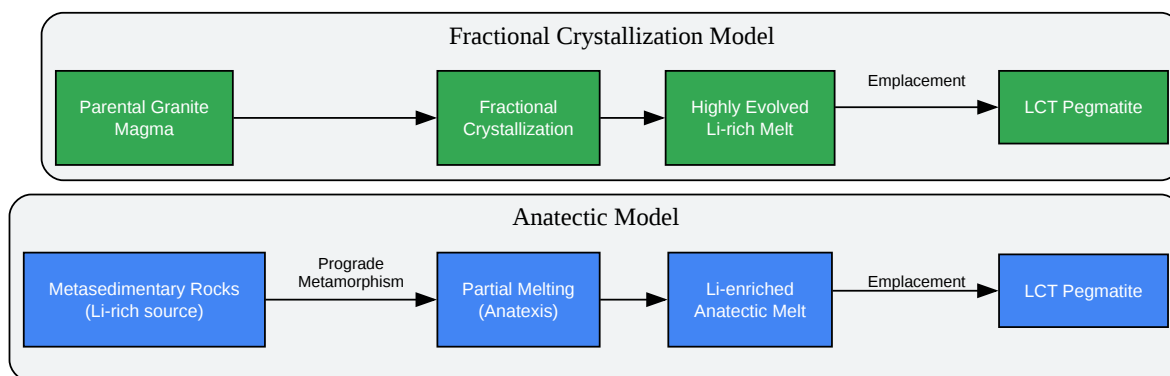 Fractional Crystallization Model
Parental Granite
Magma
Fractional
Crystallization
Highly Evolved
Li-rich Melt
Emplacement
LCT Pegmatite
Anatectic Model
Metasedimentary Rocks
(Li-rich source)
Prograde
Metamorphism
Partial Melting
(Anatexis)
Li-enriched
Anatectic Melt
Emplacement
LCT Pegmatite